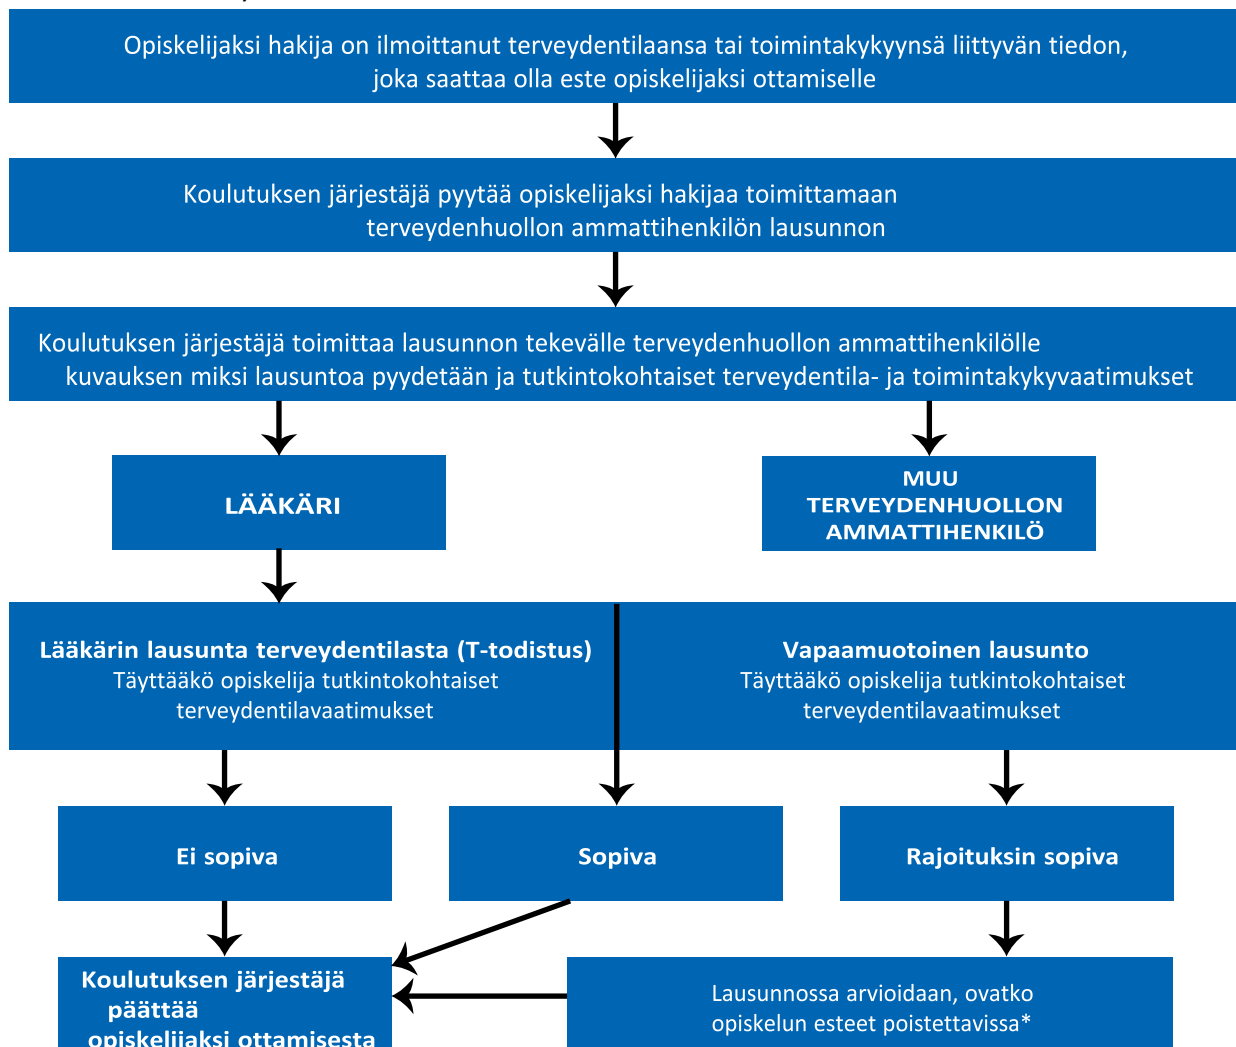 Opiskelijaksi hakija on ilmoittanut terveydentilaansa tai toimintakykyynsä liittyvän tiedon,
joka saattaa olla este opiskelijaksi ottamiselle
Koulutuksen järjestäjä pyytää opiskelijaksi hakijaa toimittamaan
terveydenhuollon ammattihenkilön lausunnon
Koulutuksen järjestäjä toimittaa lausunnon tekevälle terveydenhuollon ammattihenkilölle
kuvauksen miksi lausuntoa pyydetään ja tutkintokohtaiset terveydentila- ja toimintakykyvaatimukset
LÄÄKÄRI
MUU
TERVEYDENHUOLLON
AMMATTIHENKILÖ
Lääkärin lausunta terveydentilasta (T-todistus)
Täyttääkö opiskelija tutkintokohtaiset
terveydentilavaatimukset
Vapaamuotoinen lausunto
Täyttääkö opiskelija tutkintokohtaiset
terveydentilavaatimukset
Ei sopiva
Sopiva
Rajoituksin sopiva
Koulutuksen järjestäjä
päättää
opiskelijaksi ottamisesta
Lausunnossa arvioidaan, ovatko
opiskelun esteet poistettavissa*